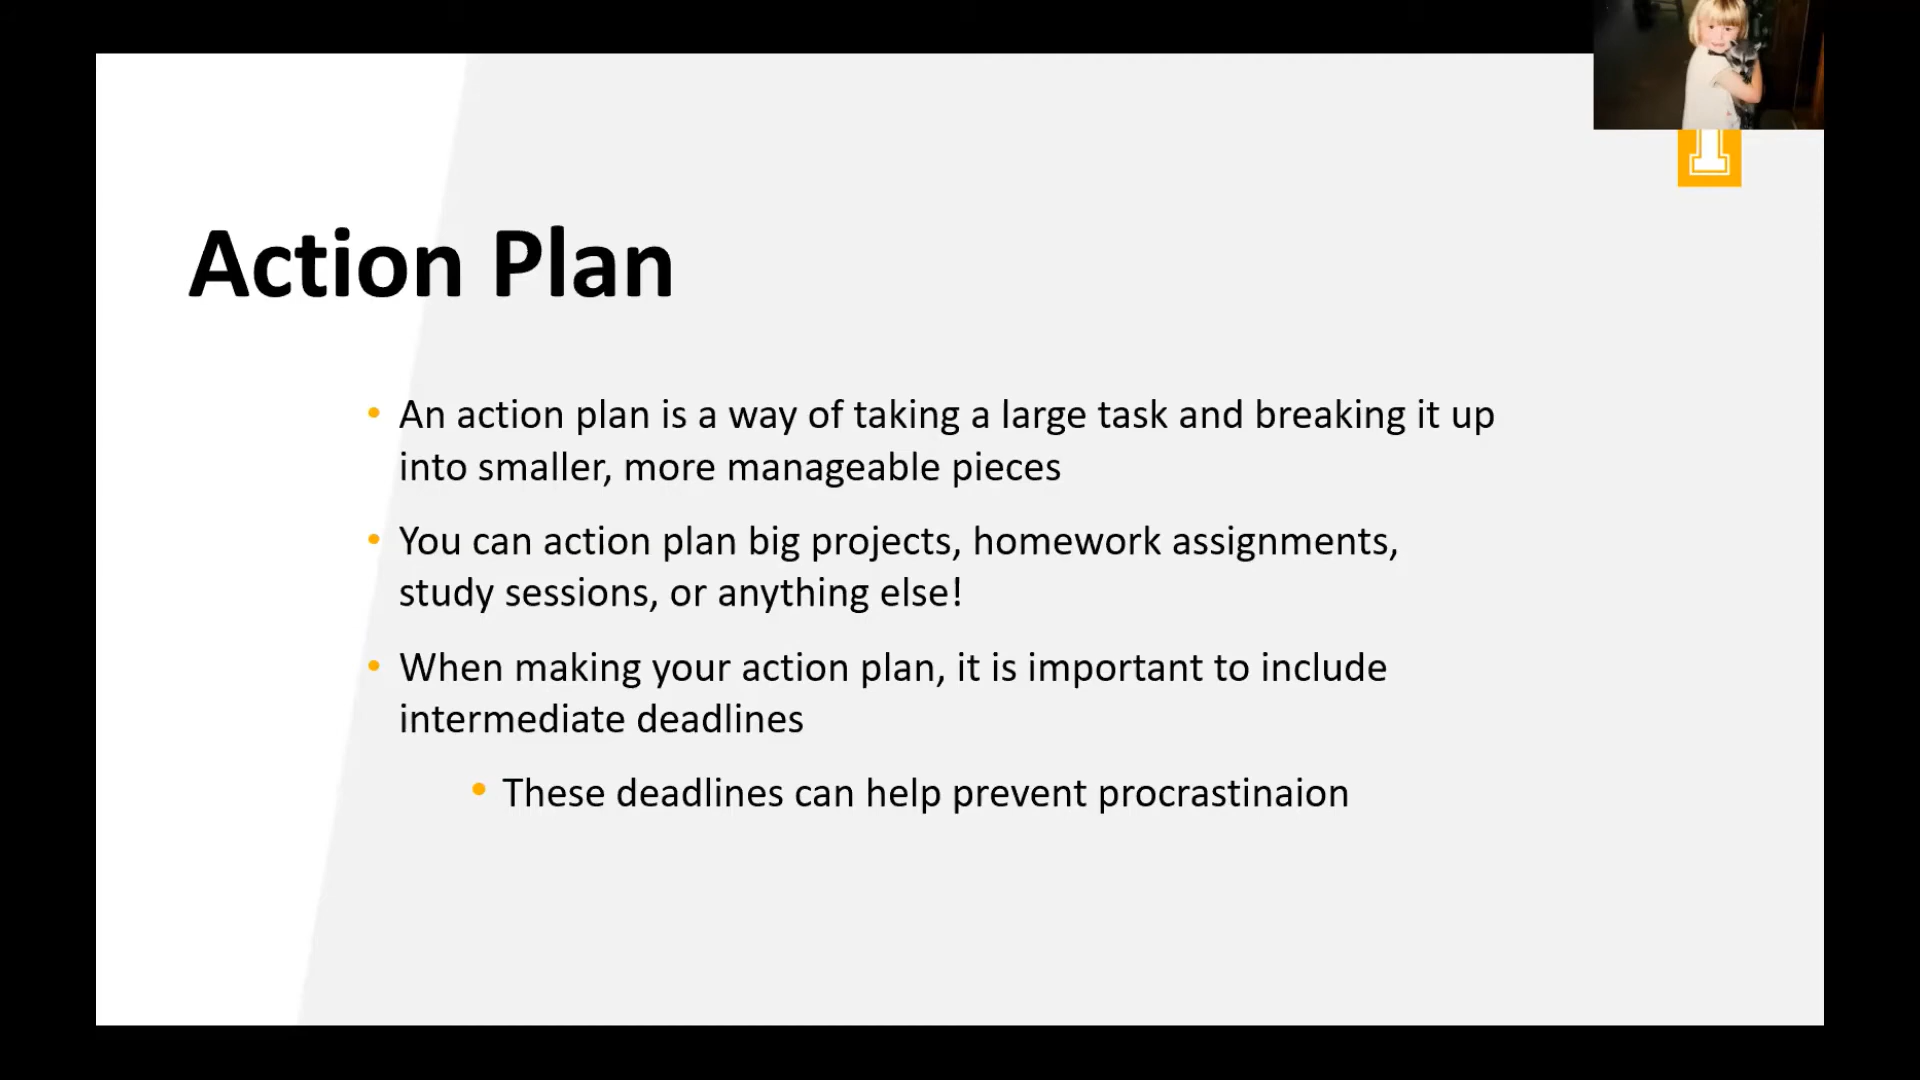 Action Plan
• An action plan is a way of taking a large task and breaking it up
into smaller, more manageable pieces
• You can action plan big projects, homework assignments,
study sessions, or anything else!
• When making your action plan, it is important to include
intermediate deadlines
• These deadlines can help prevent procrastinaion